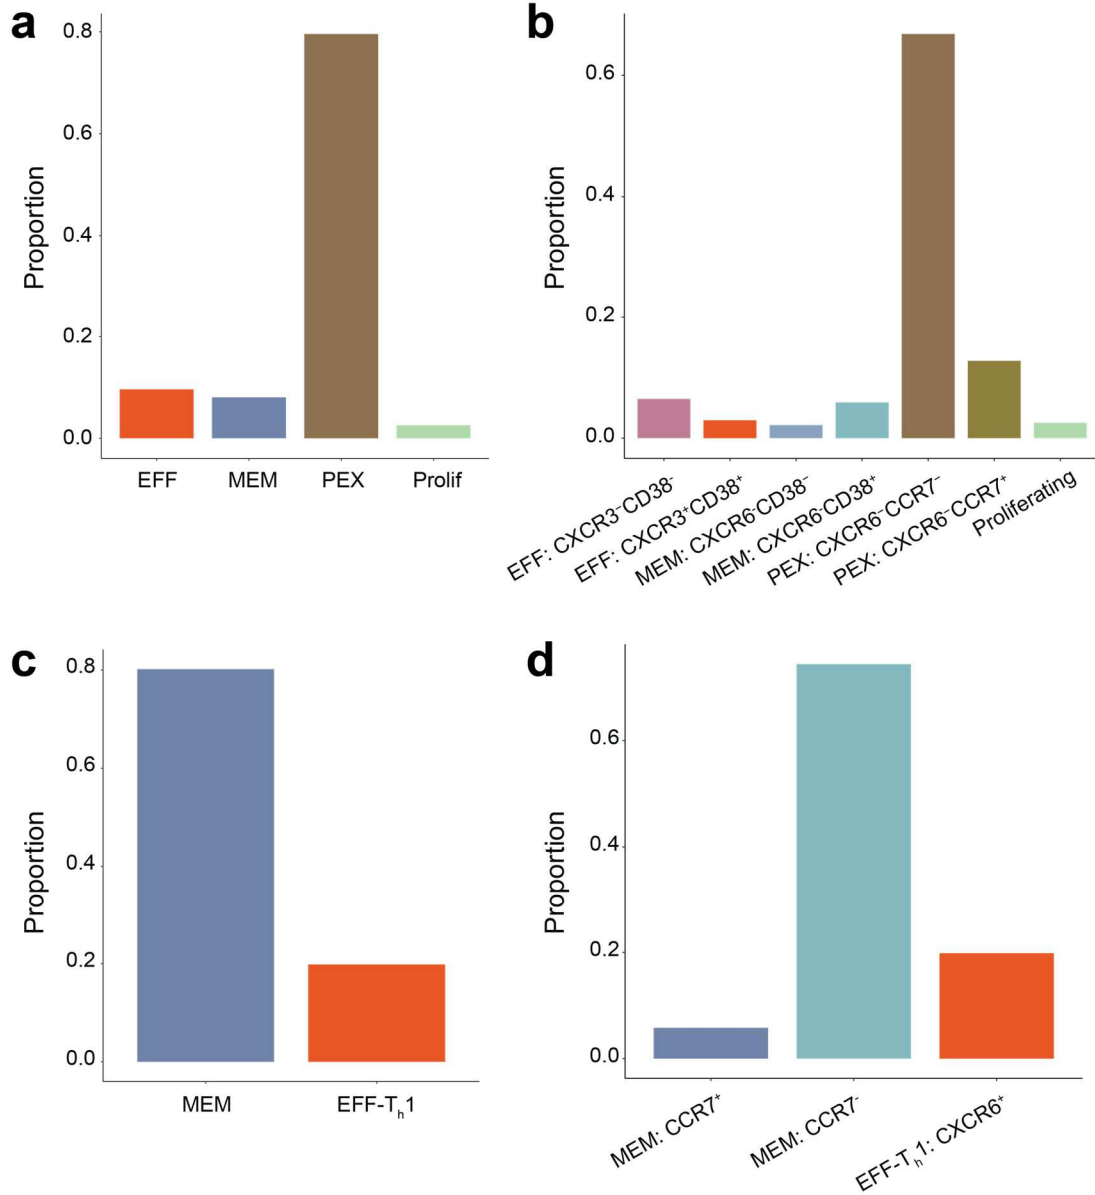 a
0.8
0.6
0.4
0.2
0.0
Proportion
EFF MEM PEX Prolif
b
0.6
0.4
0.2
0.0
Proportion
EFF: CXCR3⁻CD38⁻
EFF: CXCR3⁺CD38⁺
MEM: CXCR6⁻CD38⁻
MEM: CXCR6⁻CD38⁺
PEX: CXCR6⁻CCR7⁻
PEX: CXCR6⁻CCR7⁺
Proliferating
c
0.8
0.6
0.4
0.2
0.0
Proportion
MEM EFF-Tₕ1
d
0.6
0.4
0.2
0.0
Proportion
MEM: CCR7⁺
MEM: CCR7⁻
EFF-Tₕ1: CXCR6⁺